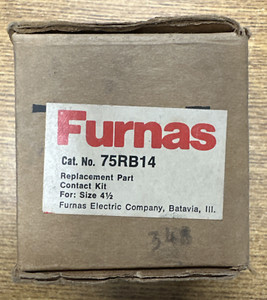 Furnas
Cat. No. 75RB14
Replacement Part
Contact Kit
For: Size 4½
Furnas Electric Company, Batavia, Ill.